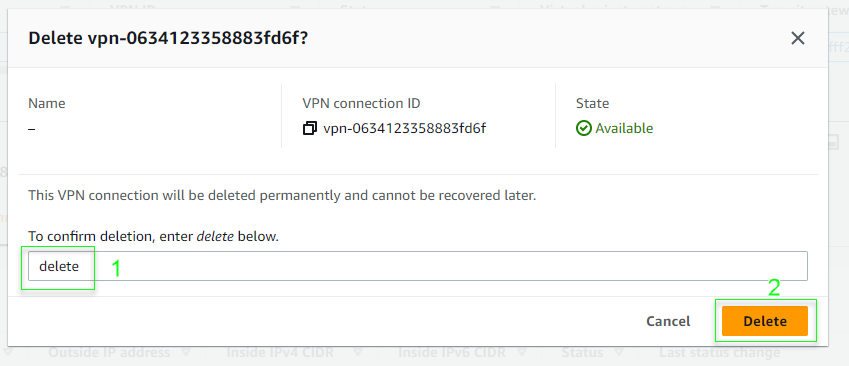 Delete vpn-0634123358883fd6f?
Name
VPN connection ID
State
–
vpn-0634123358883fd6f
Available
This VPN connection will be deleted permanently and cannot be recovered later.
To confirm deletion, enter delete below.
delete
1
2
Cancel
Delete
Outside IP address
Inside IPv4 CIDR
Inside IPv6 CIDR
Status
Last status change